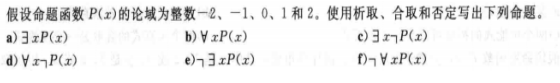 假设命题函数 P(x)的论域为整数−2、−1、0、1 和 2。使用析取、合取和否定写出下列命题。
a) ∃xP(x) b) ∀xP(x) c) ∃x¬P(x)
d) ∀x¬P(x) e) ¬∃xP(x) f) ¬∀xP(x)